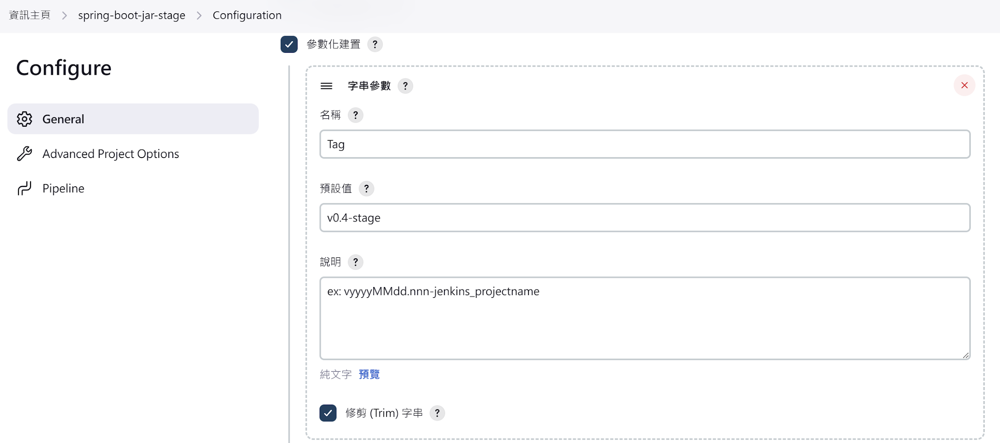 資訊主頁 > spring-boot-jar-stage > Configuration
Configure
General
Advanced Project Options
Pipeline
參數化建置 ?
字串參數 ?
名稱 ?
Tag
預設值 ?
v0.4-stage
說明 ?
ex: vyyyyMMdd.nnn-jenkins_projectname
純文字 預覽
修剪 (Trim) 字串 ?